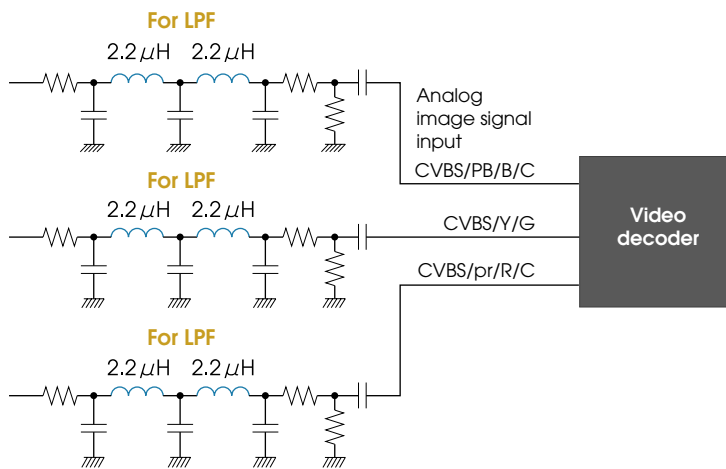 For LPF
2.2μH 2.2μH
Analog
image signal
input
CVBS/PB/B/C
For LPF
2.2μH 2.2μH
CVBS/Y/G
Video
decoder
CVBS/pr/R/C
For LPF
2.2μH 2.2μH